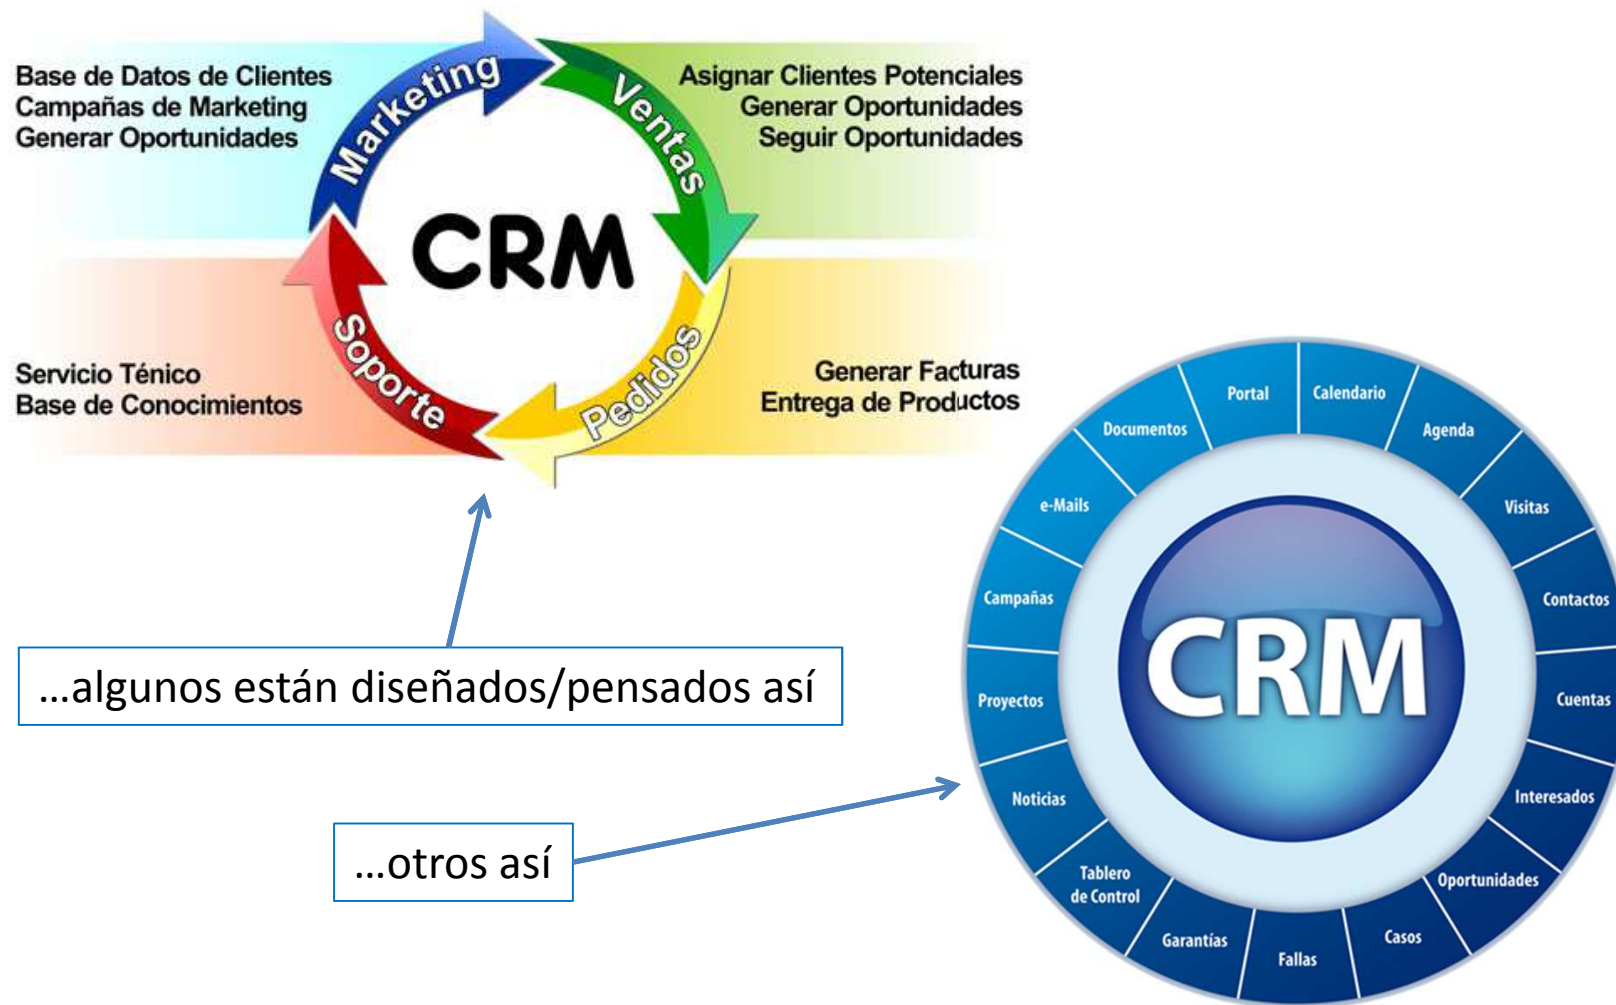 Base de Datos de Clientes
Campañas de Marketing
Generar Oportunidades
Marketing
Ventas
Asignar Clientes Potenciales
Generar Oportunidades
Seguir Oportunidades
CRM
Servicio Ténico
Base de Conocimientos
Soporte
Pedidos
Generar Facturas
Entrega de Productos
...algunos están diseñados/pensados así
...otros así
Portal
Calendario
Agenda
Visitas
Contactos
Cuentas
Interesados
Oportunidades
Casos
Fallas
Garantías
Tablero
de Control
Noticias
Proyectos
Campañas
e-Mails
Documentos
CRM